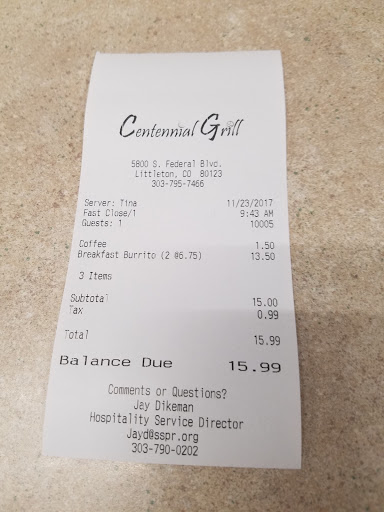 Centennial Grill
5800 S. Federal Blvd.
Littleton, CO 80123
303-795-7466
Server: Tina 11/23/2017
Fast Close/1 9:43 AM
Guests: 1 10005
Coffee 1.50
Breakfast Burrito (2 @6.75) 13.50
3 Items
Subtotal 15.00
Tax 0.99
Total 15.99
Balance Due 15.99
Comments or Questions?
Jay Dikeman
Hospitality Service Director
Jayd@sspr.org
303-790-0202